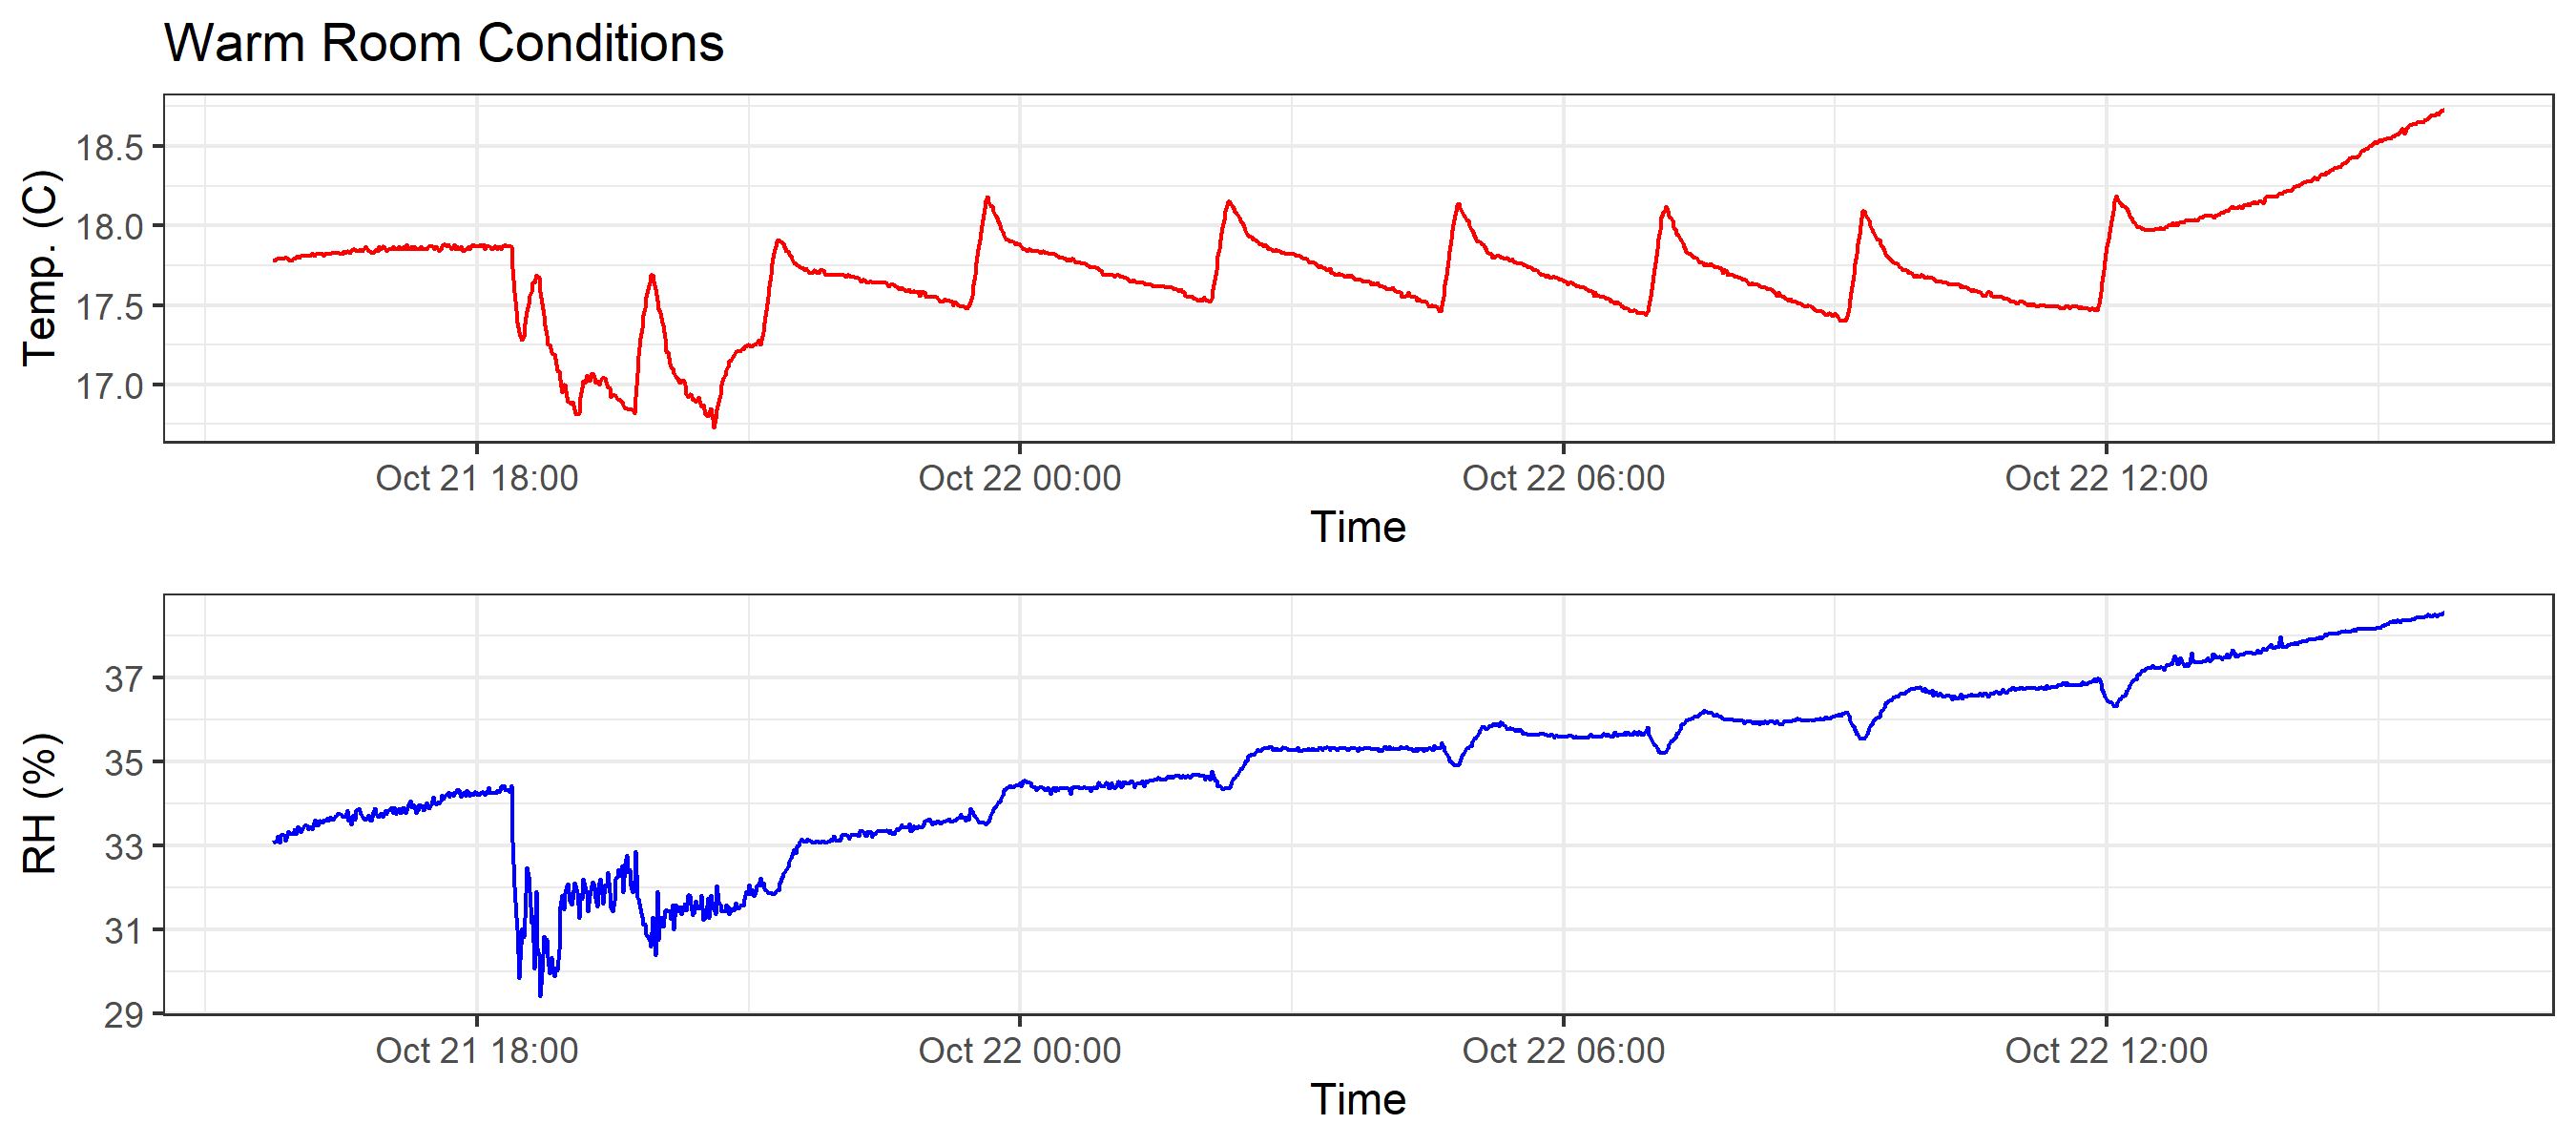 Warm Room Conditions
Temp. (C)
18.5
18.0
17.5
17.0
Oct 21 18:00 Oct 22 00:00 Oct 22 06:00 Oct 22 12:00
Time
RH (%)
37
35
33
31
29
Oct 21 18:00 Oct 22 00:00 Oct 22 06:00 Oct 22 12:00
Time